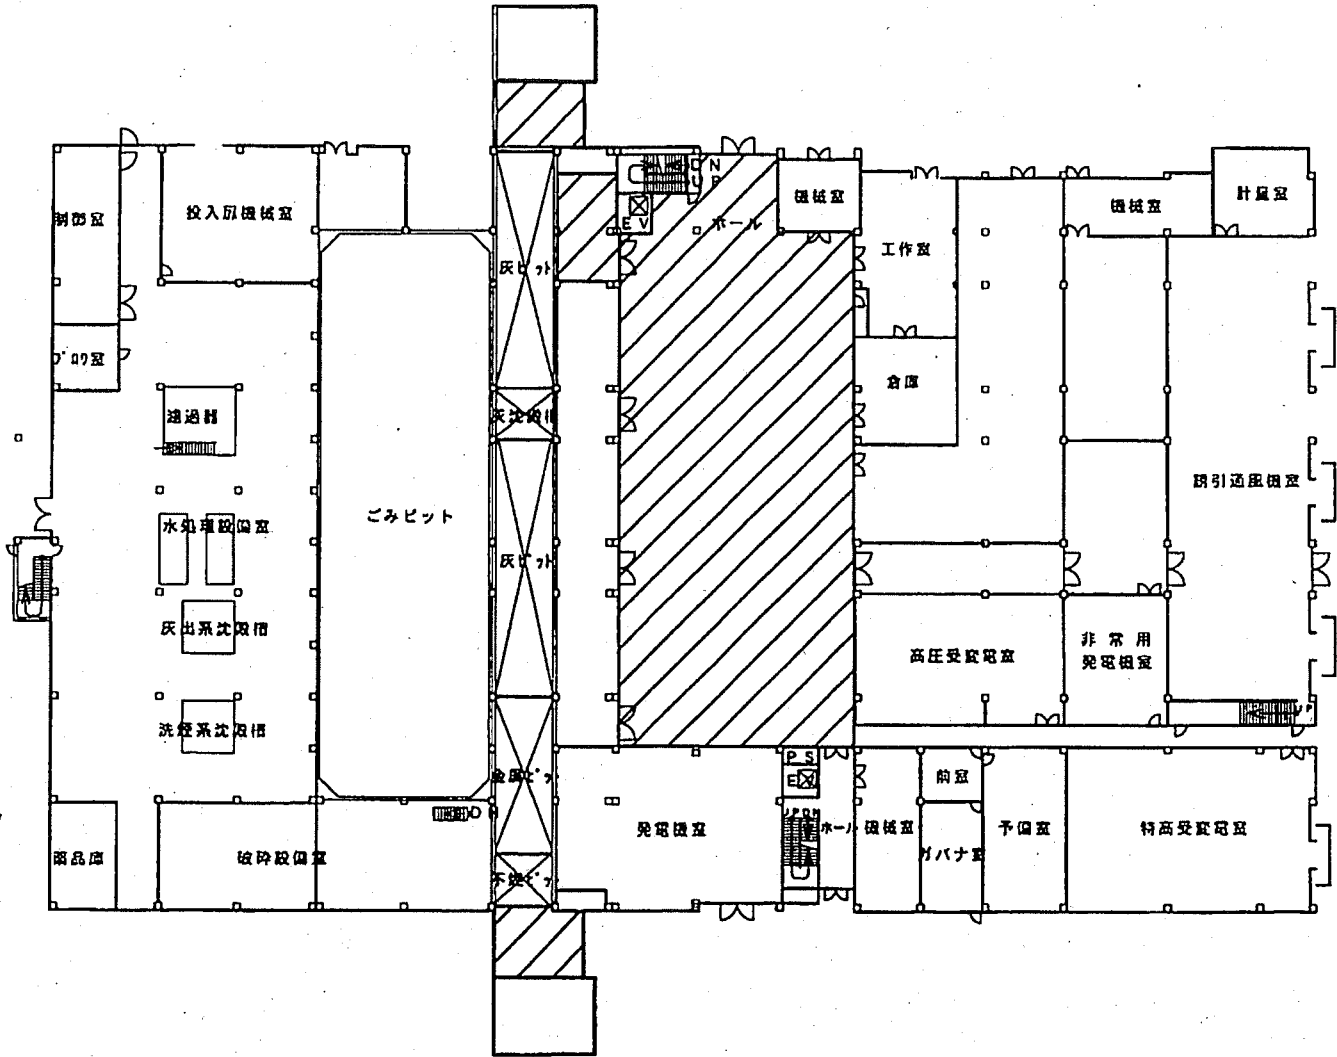 DN
UP
機械室
計量室
制御室
投入扉機械室
EV
ホール
機械室
工作室
灰ピット
ブロワ室
倉庫
濾過器
灰沈殿槽
誘引送風機室
ごみピット
水処理設備室
灰ピット
灰出系沈殿槽
非常用
発電機室
高圧受変電室
洗煙系沈殿槽
UP
PS
EV
金属ピット
前室
DN
UPDN
発電機室
ホール
機械室
予備室
特高受変電室
ガバナ室
薬品庫
破砕設備室
不燃ピット